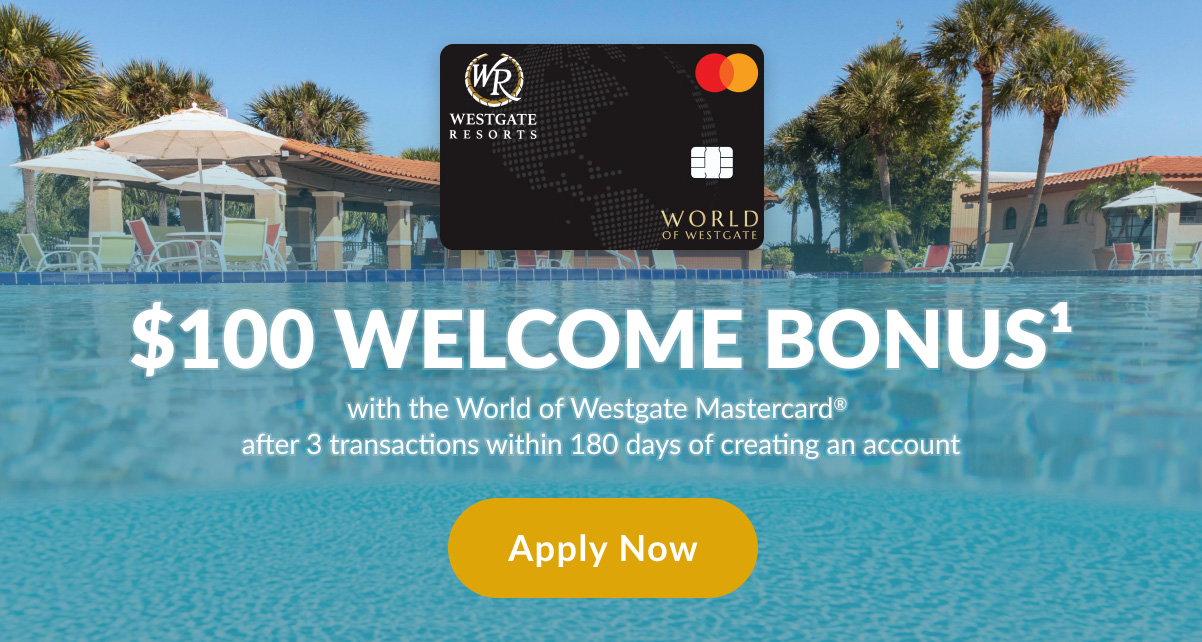 WR
WESTGATE
RESORTS
WORLD
OF WESTGATE
$100 WELCOME BONUS¹
with the World of Westgate Mastercard®
after 3 transactions within 180 days of creating an account
Apply Now